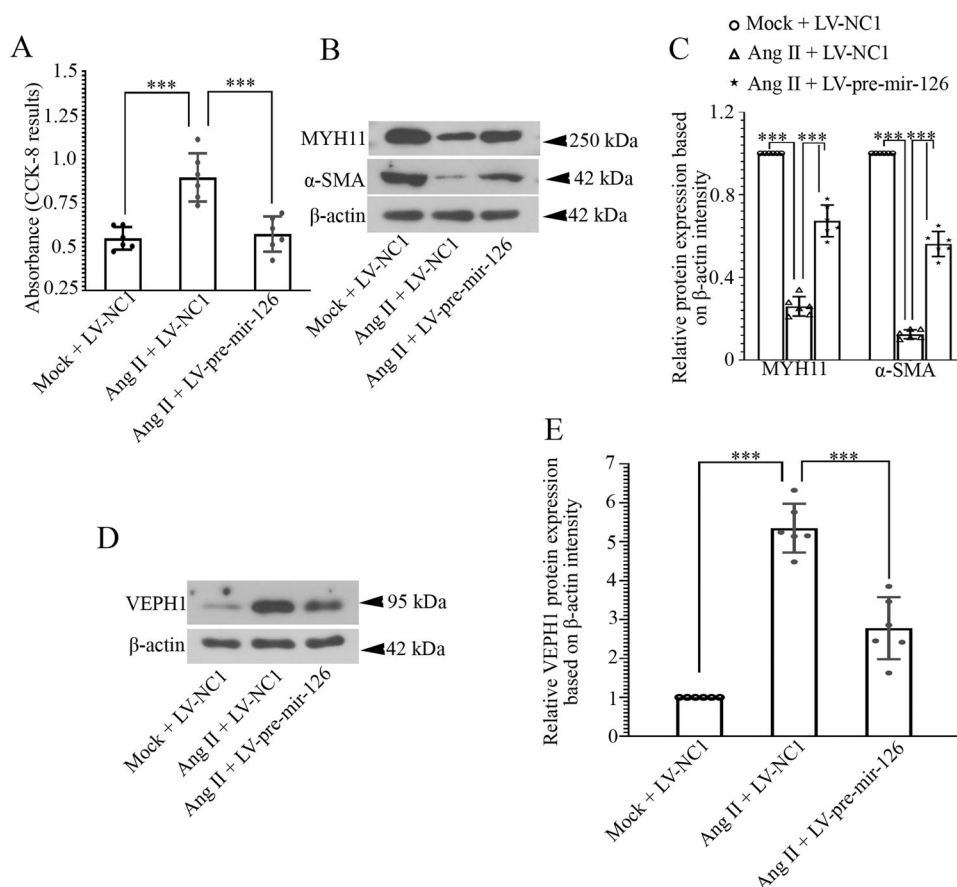 A
Absorbance (CCK-8 results)
1.5
1.0
0.75
0.5
0.25
***
***
Mock + LV-NC1
Ang II + LV-NC1
Ang II + LV-pre-mir-126
B
MYH11
250 kDa
α-SMA
42 kDa
β-actin
42 kDa
Mock + LV-NC1
Ang II + LV-NC1
Ang II + LV-pre-mir-126
Mock + LV-NC1
Ang II + LV-NC1
Ang II + LV-pre-mir-126
C
Relative protein expression based
on β-actin intensity
1.2
0.8
0.4
0
*** ***
*** ***
MYH11
α-SMA
D
VEPH1
95 kDa
β-actin
42 kDa
Mock + LV-NC1
Ang II + LV-NC1
Ang II + LV-pre-mir-126
E
Relative VEPH1 protein expression
based on β-actin intensity
7
6
5
4
3
2
1
0
***
***
Mock + LV-NC1
Ang II + LV-NC1
Ang II + LV-pre-mir-126